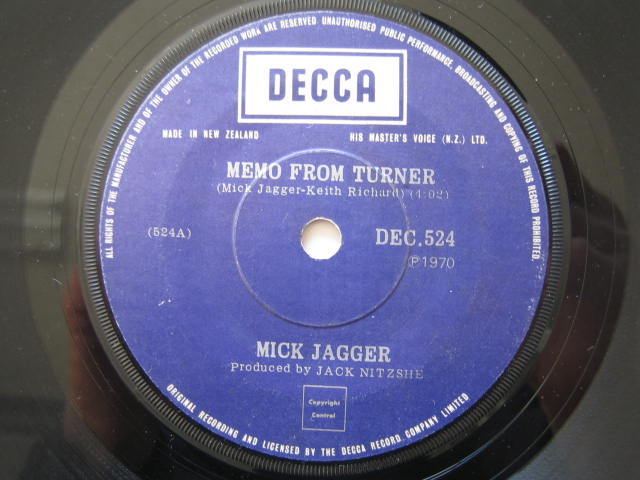 ALL RIGHTS OF THE MANUFACTURER AND OF THE OWNER OF THE RECORDED WORK ARE RESERVED UNAUTHORISED PUBLIC PERFORMANCE, BROADCASTING AND COPYING OF THIS RECORD PROHIBITED.
DECCA
MADE IN NEW ZEALAND
HIS MASTER'S VOICE (N.Z.) LTD.
MEMO FROM TURNER
(Mick Jagger-Keith Richard) (4:02)
(524A)
DEC.524
℗1970
MICK JAGGER
Produced by JACK NITZSHE
Copyright
Control
ORIGINAL RECORDING AND LICENSED BY THE DECCA RECORD COMPANY LIMITED